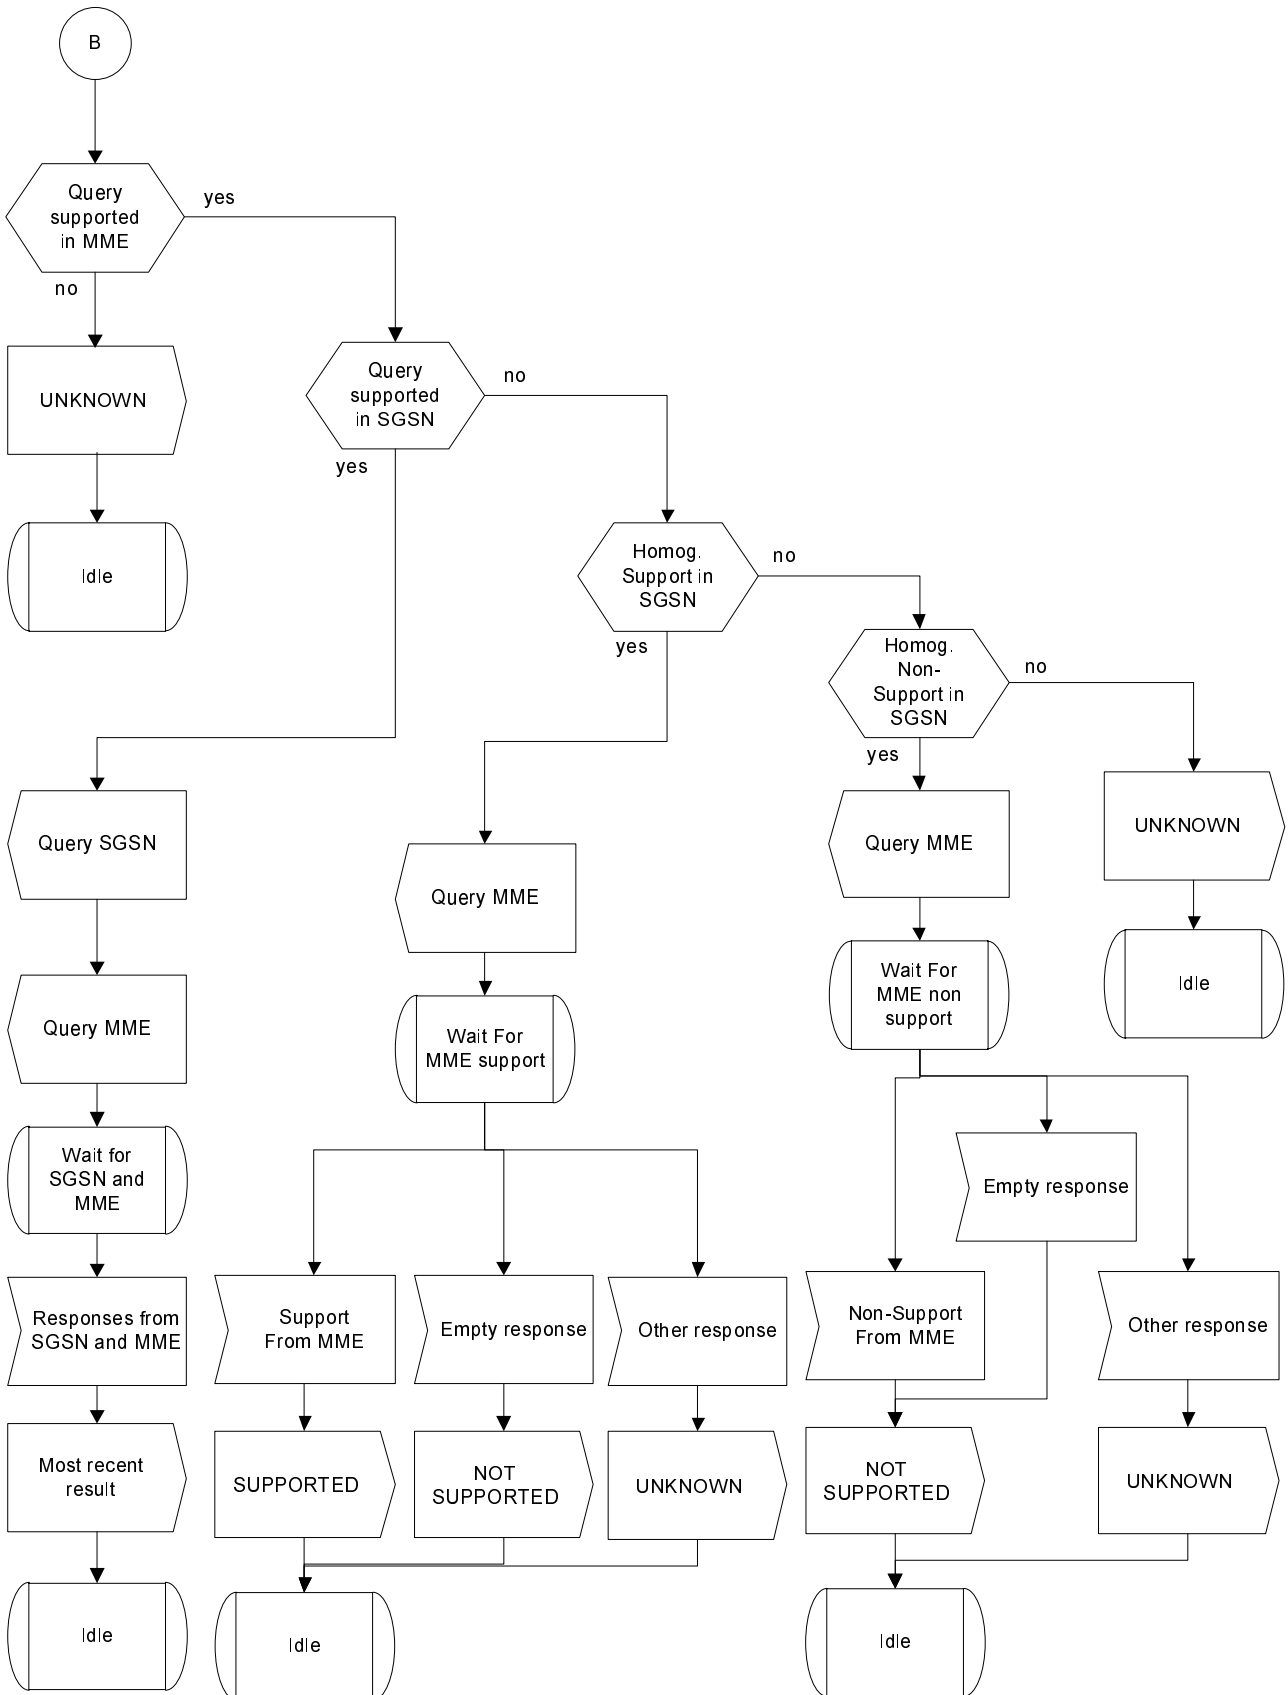 B
Query
supported
in MME
yes
no
UNKNOWN
Idle
Query
supported
in SGSN
no
yes
Homog.
Support in
SGSN
no
yes
Homog.
Non-
Support in
SGSN
no
yes
UNKNOWN
Idle
Query SGSN
Query MME
Wait for
SGSN and
MME
Responses from
SGSN and MME
Most recent
result
Idle
Query MME
Wait For
MME support
Support
From MME
Empty response
Other response
SUPPORTED
NOT
SUPPORTED
UNKNOWN
Idle
Query MME
Wait For
MME non
support
Empty response
Non-Support
From MME
Other response
NOT
SUPPORTED
UNKNOWN
Idle